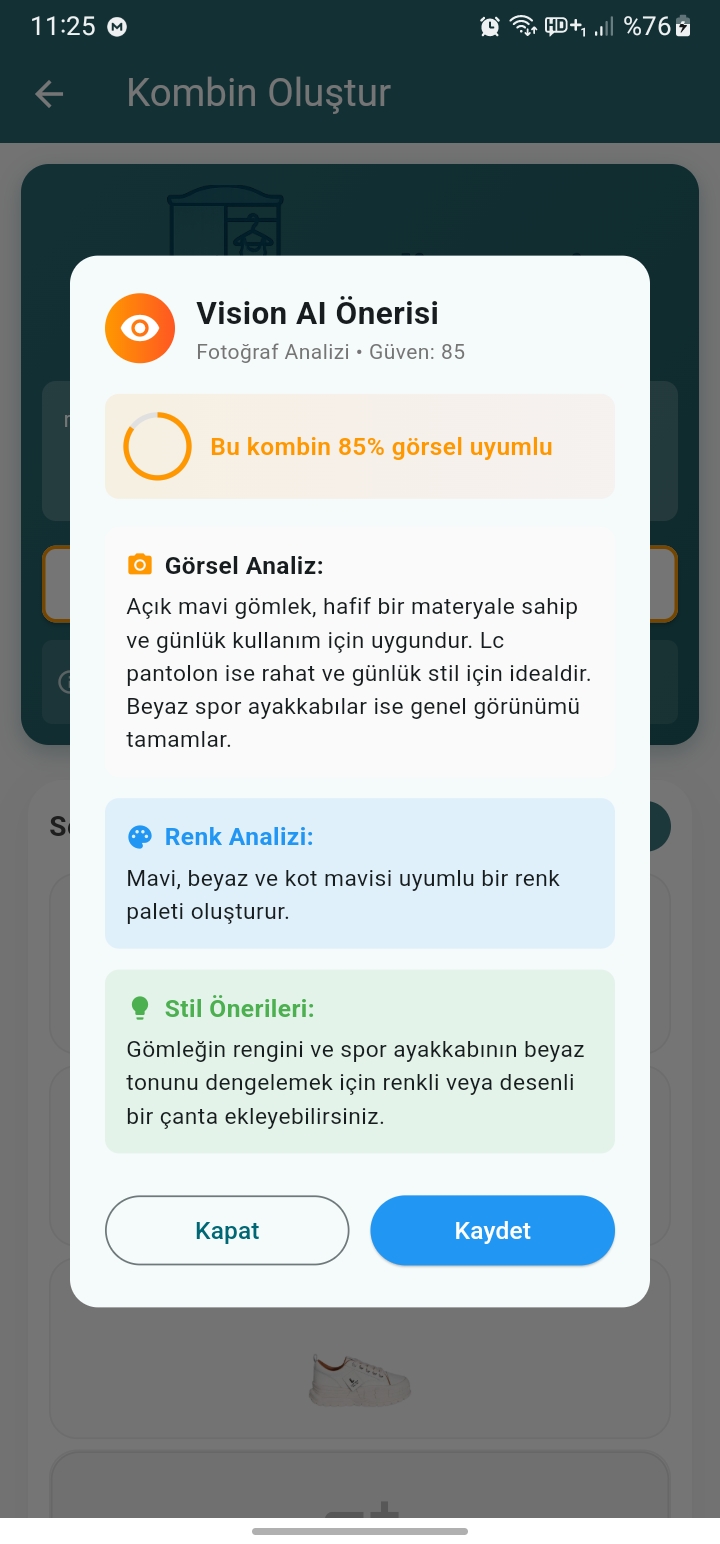 11:25
HD+1
%76
Kombin Oluştur
Vision AI Önerisi
Fotoğraf Analizi • Güven: 85
Bu kombin 85% görsel uyumlu
Görsel Analiz:
Açık mavi gömlek, hafif bir materyale sahip
ve günlük kullanım için uygundur. Lc
pantolon ise rahat ve günlük stil için idealdir.
Beyaz spor ayakkabılar ise genel görünümü
tamamlar.
Renk Analizi:
Mavi, beyaz ve kot mavisi uyumlu bir renk
paleti oluşturur.
Stil Önerileri:
Gömleğin rengini ve spor ayakkabının beyaz
tonunu dengelemek için renkli veya desenli
bir çanta ekleyebilirsiniz.
Kapat
Kaydet